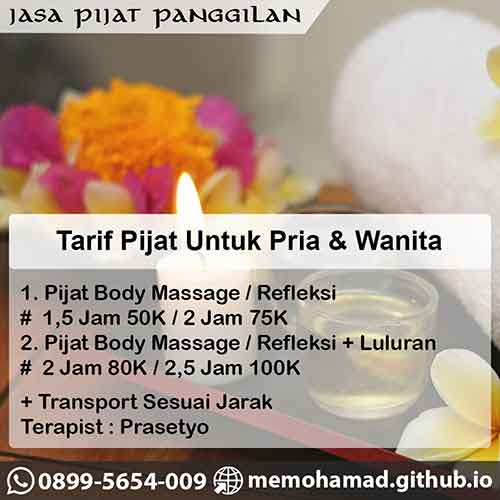 JASA PIJAT PANGGILAN
Tarif Pijat Untuk Pria & Wanita
1. Pijat Body Massage / Refleksi
# 1,5 Jam 50K / 2 Jam 75K
2. Pijat Body Massage / Refleksi + Luluran
# 2 Jam 80K / 2,5 Jam 100K
+ Transport Sesuai Jarak
Terapist : Prasetyo
0899-5654-009 memohamad.github.io